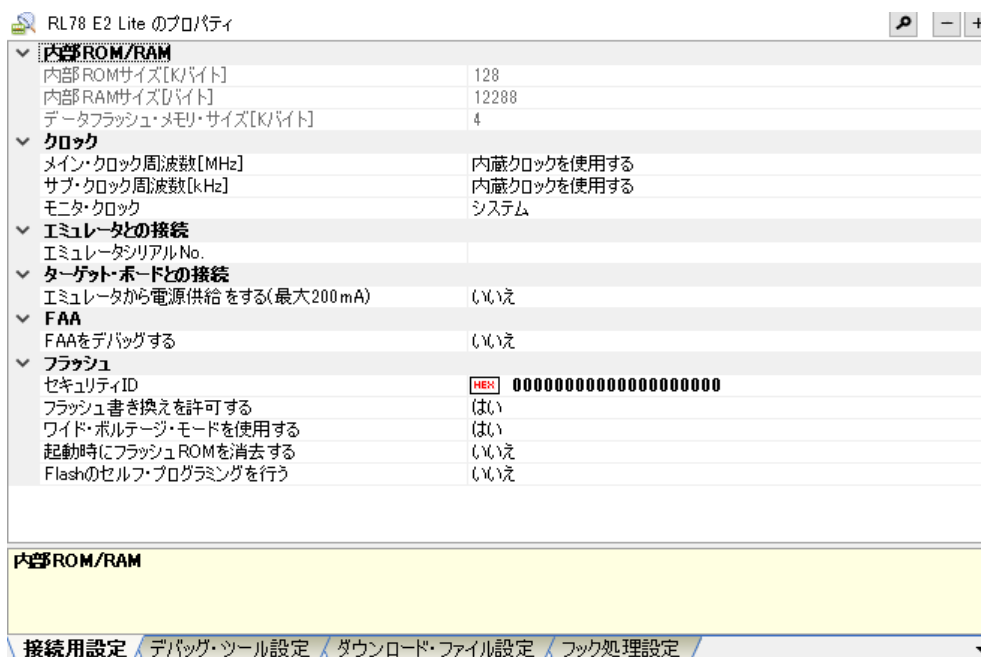 RL78 E2 Lite のプロパティ
内部ROM/RAM
内部ROMサイズ[Kバイト] 128
内部RAMサイズ[バイト] 12288
データフラッシュ・メモリ・サイズ[Kバイト] 4
クロック
メイン・クロック周波数[MHz] 内蔵クロックを使用する
サブ・クロック周波数[kHz] 内蔵クロックを使用する
モニタ・クロック システム
エミュレータとの接続
エミュレータシリアルNo.
ターゲット・ボードとの接続
エミュレータから電源供給をする(最大200mA) いいえ
FAA
FAAをデバッグする いいえ
フラッシュ
セキュリティID HEX 00000000000000000000
フラッシュ書き換えを許可する はい
ワイド・ボルテージ・モードを使用する はい
起動時にフラッシュROMを消去する いいえ
Flashのセルフ・プログラミングを行う いいえ
内部ROM/RAM
接続用設定 デバッグ・ツール設定 ダウンロード・ファイル設定 フック処理設定